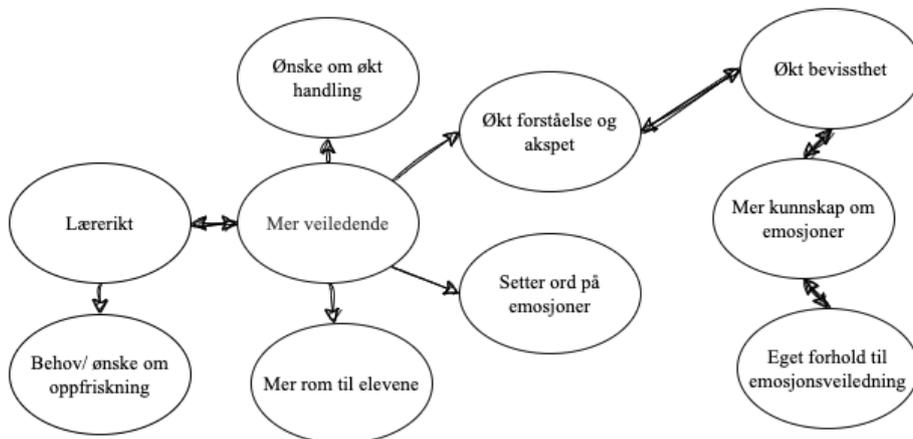 Ønske om økt
handling
Økt forståelse og
akspet
Økt bevissthet
Lærerikt
Mer veiledende
Mer kunnskap om
emosjoner
Setter ord på
emosjoner
Behov/ ønske om
oppfriskning
Mer rom til elevene
Eget forhold til
emosjonsveiledning